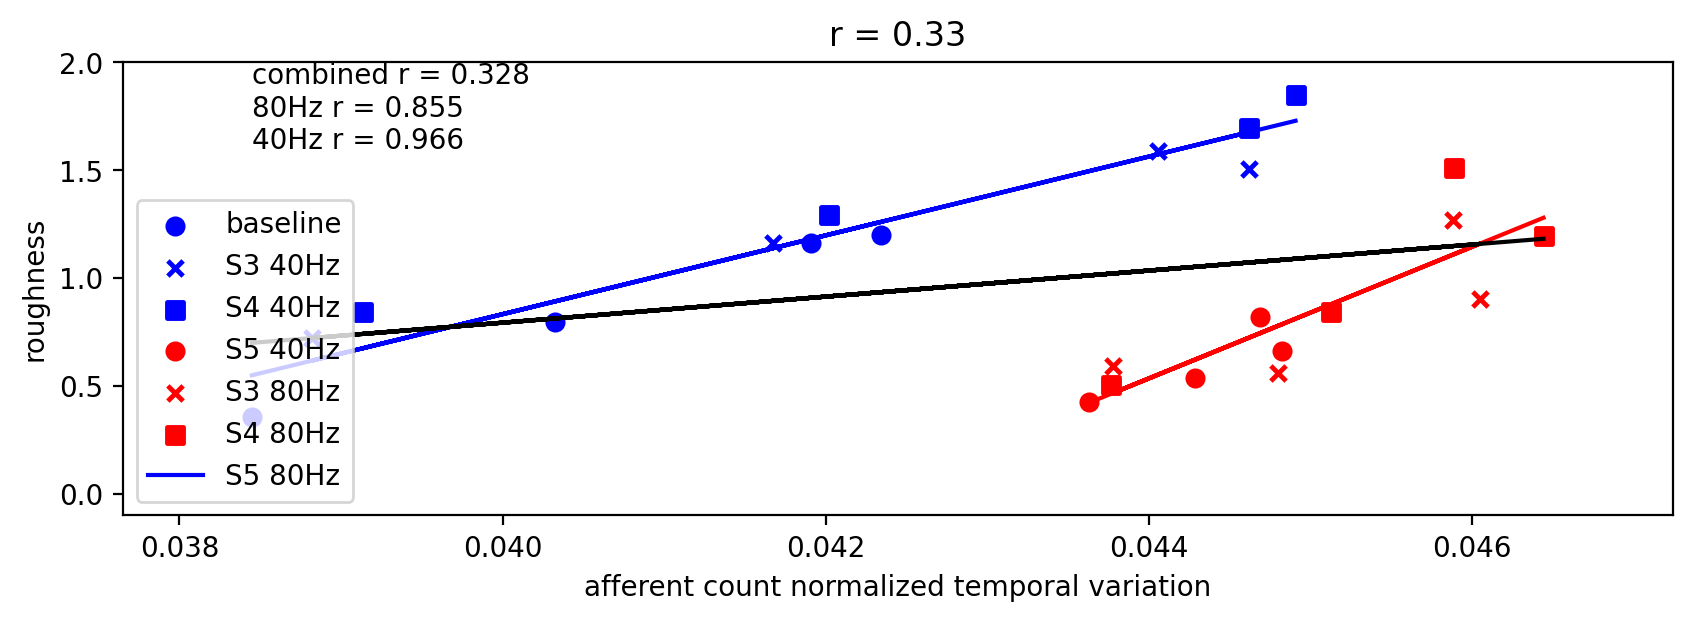 r = 0.33
combined r = 0.328
80Hz r = 0.855
40Hz r = 0.966
2.0
1.5
1.0
0.5
0.0
roughness
baseline
S3 40Hz
S4 40Hz
S5 40Hz
S3 80Hz
S4 80Hz
S5 80Hz
0.038 0.040 0.042 0.044 0.046
afferent count normalized temporal variation